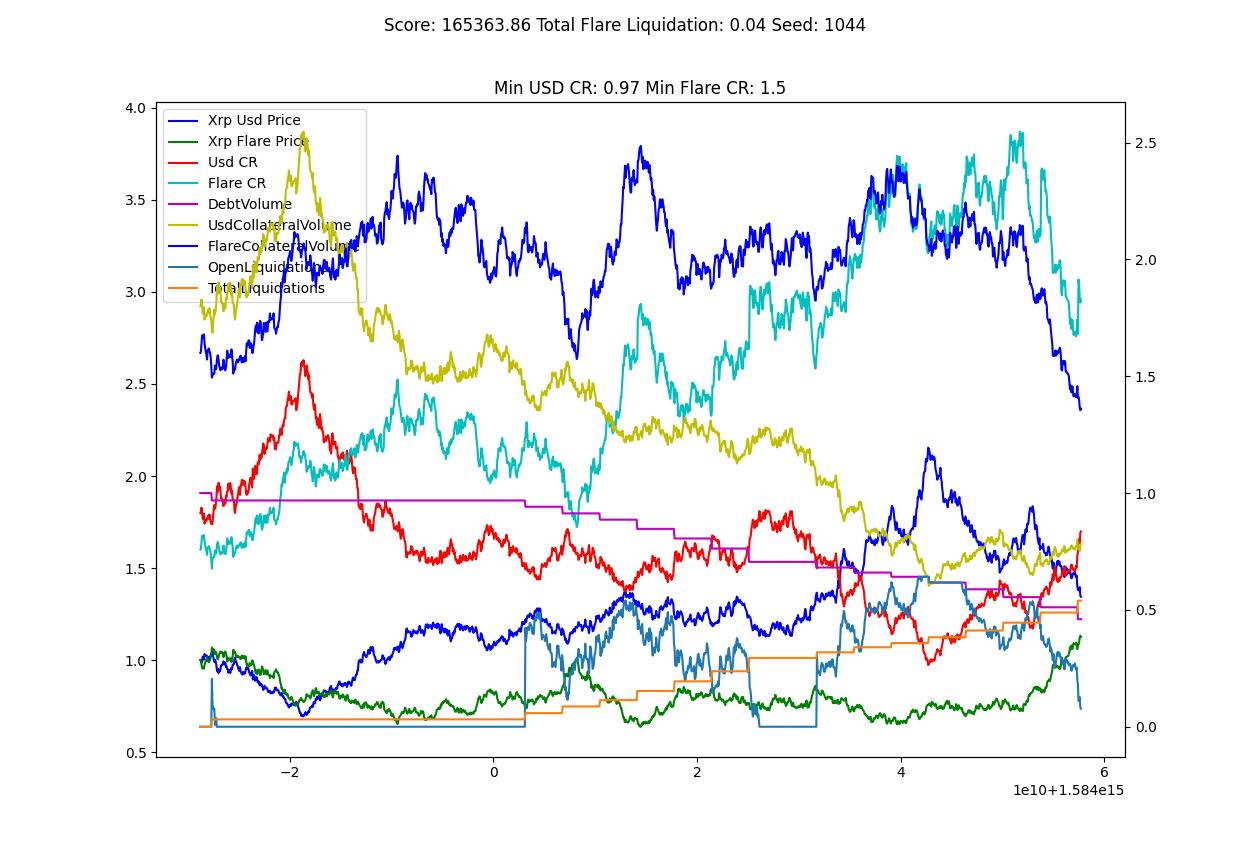 Score: 165363.86 Total Flare Liquidation: 0.04 Seed: 1044
Min USD CR: 0.97 Min Flare CR: 1.5
Xrp Usd Price
Xrp Flare Price
Usd CR
Flare CR
DebtVolume
UsdCollateralVolume
FlareCollateralVolume
OpenLiquidations
TotalLiquidations
4.0
3.5
3.0
2.5
2.0
1.5
1.0
0.5
2.5
2.0
1.5
1.0
0.5
0.0
−2 0 2 4 6
1e10+1.584e15